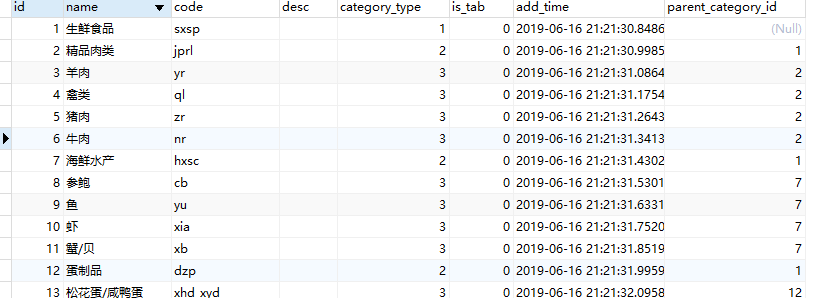 id name code desc category_type is_tab add_time parent_category_id
1 生鲜食品 sxsp 1 0 2019-06-16 21:21:30.8486 (Null)
2 精品肉类 jprl 2 0 2019-06-16 21:21:30.9985 1
3 羊肉 yr 3 0 2019-06-16 21:21:31.0864 2
4 禽类 ql 3 0 2019-06-16 21:21:31.1754 2
5 猪肉 zr 3 0 2019-06-16 21:21:31.2643 2
6 牛肉 nr 3 0 2019-06-16 21:21:31.3413 2
7 海鲜水产 hxsc 2 0 2019-06-16 21:21:31.4302 1
8 参鲍 cb 3 0 2019-06-16 21:21:31.5301 7
9 鱼 yu 3 0 2019-06-16 21:21:31.6331 7
10 虾 xia 3 0 2019-06-16 21:21:31.7520 7
11 蟹/贝 xb 3 0 2019-06-16 21:21:31.8519 7
12 蛋制品 dzp 2 0 2019-06-16 21:21:31.9959 1
13 松花蛋/咸鸭蛋 xhd_xyd 3 0 2019-06-16 21:21:32.0958 12